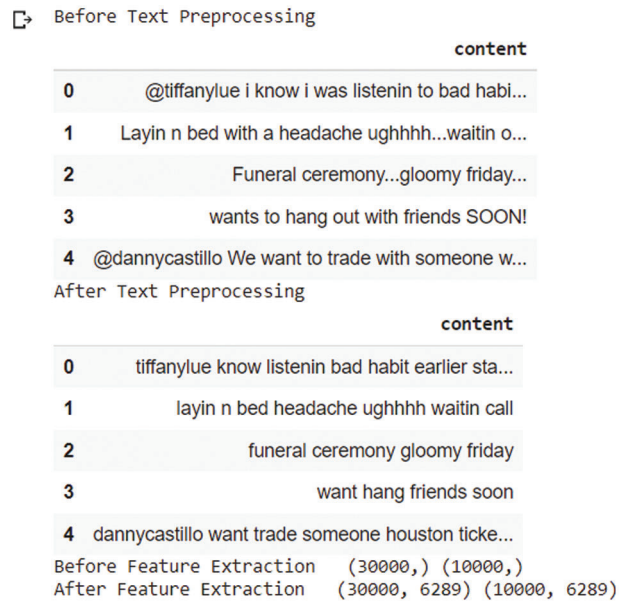 Before Text Preprocessing
content
0 @tiffanylue i know i was listenin to bad habi...
1 Layin n bed with a headache ughhhh...waitin o...
2 Funeral ceremony...gloomy friday...
3 wants to hang out with friends SOON!
4 @dannycastillo We want to trade with someone w...
After Text Preprocessing
content
0 tiffanylue know listenin bad habit earlier sta...
1 layin n bed headache ughhhh waitin call
2 funeral ceremony gloomy friday
3 want hang friends soon
4 dannycastillo want trade someone houston ticke...
Before Feature Extraction (30000,) (10000,)
After Feature Extraction (30000, 6289) (10000, 6289)